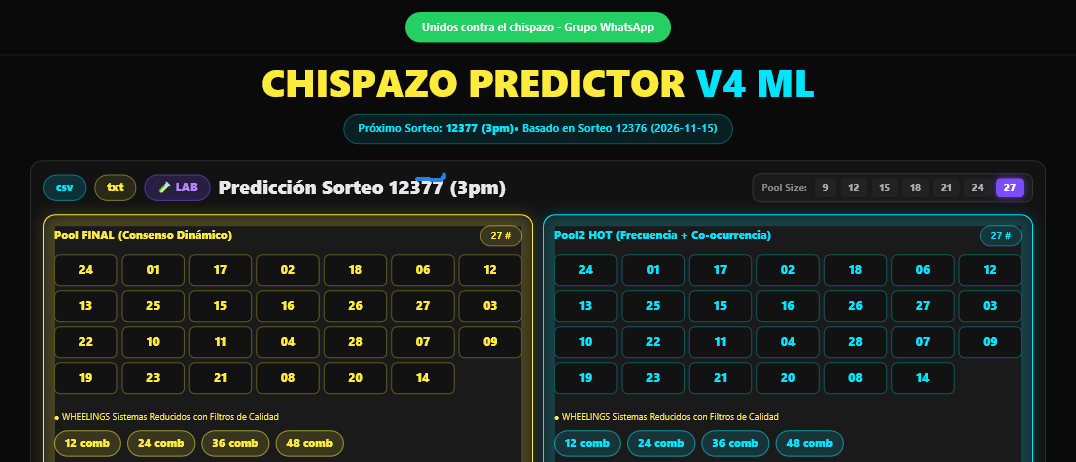 Unidos contra el chispazo - Grupo WhatsApp
CHISPAZO PREDICTOR V4 ML
Próximo Sorteo: 12377 (3pm)• Basado en Sorteo 12376 (2026-11-15)
csv txt LAB Predicción Sorteo 12377 (3pm) Pool Size: 9 12 15 18 21 24 27
Pool FINAL (Consenso Dinámico) 27 #
24 01 17 02 18 06 12
13 25 15 16 26 27 03
22 10 11 04 28 07 09
19 23 21 08 20 14
• WHEELINGS Sistemas Reducidos con Filtros de Calidad
12 comb 24 comb 36 comb 48 comb
Pool2 HOT (Frecuencia + Co-ocurrencia) 27 #
24 01 17 02 18 06 12
13 25 15 16 26 27 03
10 22 11 04 28 07 09
19 23 21 20 08 14
• WHEELINGS Sistemas Reducidos con Filtros de Calidad
12 comb 24 comb 36 comb 48 comb